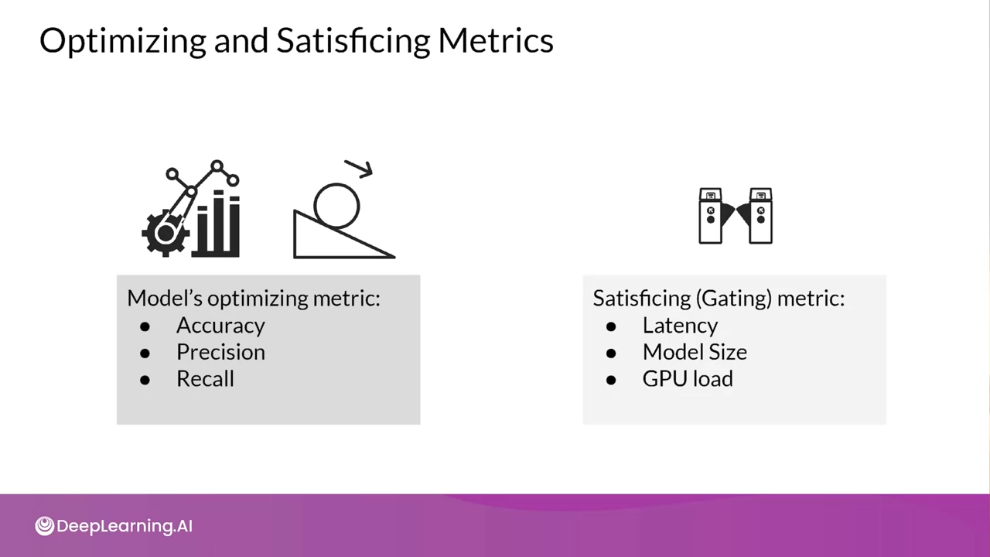 Optimizing and Satisficing Metrics
Model's optimizing metric:
● Accuracy
● Precision
● Recall
Satisficing (Gating) metric:
● Latency
● Model Size
● GPU load
DeepLearning.AI